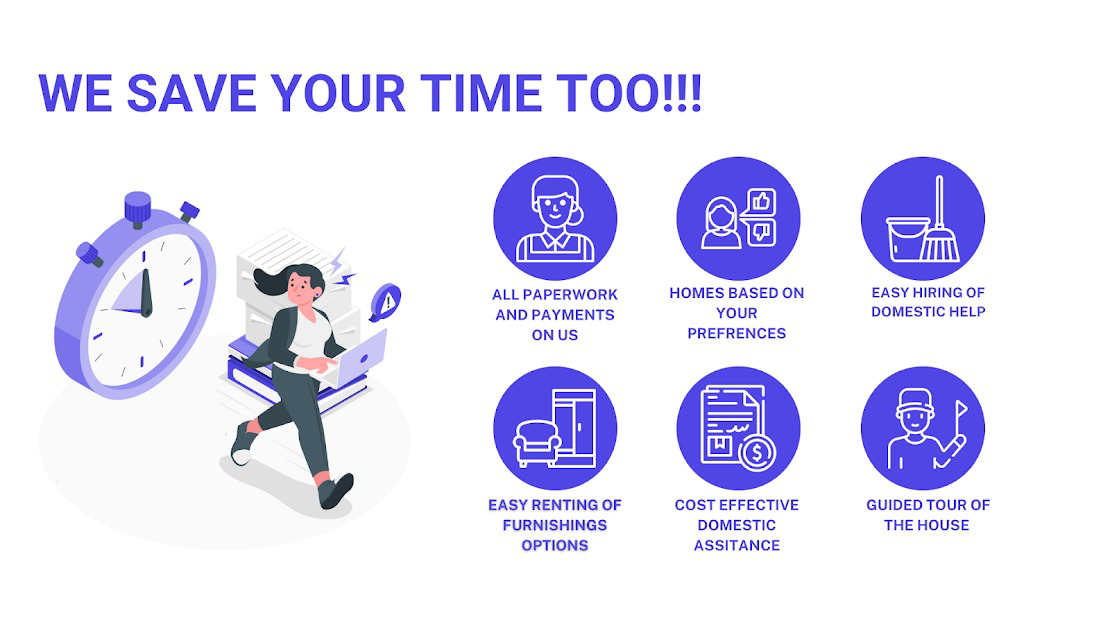 WE SAVE YOUR TIME TOO!!!
ALL PAPERWORK
AND PAYMENTS
ON US
HOMES BASED ON
YOUR
PREFRENCES
EASY HIRING OF
DOMESTIC HELP
EASY RENTING OF
FURNISHINGS
OPTIONS
COST EFFECTIVE
DOMESTIC
ASSITANCE
GUIDED TOUR OF
THE HOUSE